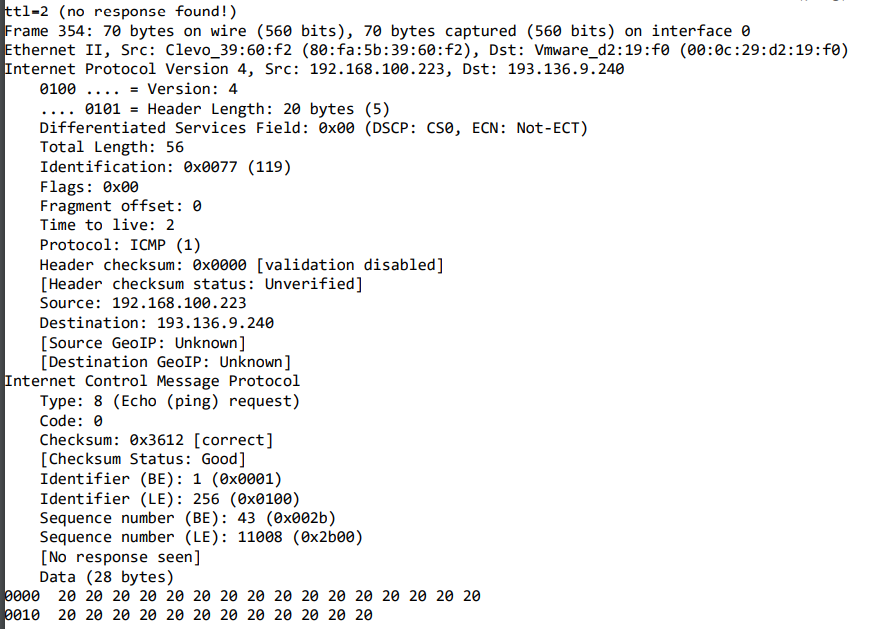 ttl=2 (no response found!)
Frame 354: 70 bytes on wire (560 bits), 70 bytes captured (560 bits) on interface 0
Ethernet II, Src: Clevo_39:60:f2 (80:fa:5b:39:60:f2), Dst: Vmware_d2:19:f0 (00:0c:29:d2:19:f0)
Internet Protocol Version 4, Src: 192.168.100.223, Dst: 193.136.9.240
0100 .... = Version: 4
.... 0101 = Header Length: 20 bytes (5)
Differentiated Services Field: 0x00 (DSCP: CS0, ECN: Not-ECT)
Total Length: 56
Identification: 0x0077 (119)
Flags: 0x00
Fragment offset: 0
Time to live: 2
Protocol: ICMP (1)
Header checksum: 0x0000 [validation disabled]
[Header checksum status: Unverified]
Source: 192.168.100.223
Destination: 193.136.9.240
[Source GeoIP: Unknown]
[Destination GeoIP: Unknown]
Internet Control Message Protocol
Type: 8 (Echo (ping) request)
Code: 0
Checksum: 0x3612 [correct]
[Checksum Status: Good]
Identifier (BE): 1 (0x0001)
Identifier (LE): 256 (0x0100)
Sequence number (BE): 43 (0x002b)
Sequence number (LE): 11008 (0x2b00)
[No response seen]
Data (28 bytes)
0000 20 20 20 20 20 20 20 20 20 20 20 20 20 20 20 20
0010 20 20 20 20 20 20 20 20 20 20 20 20